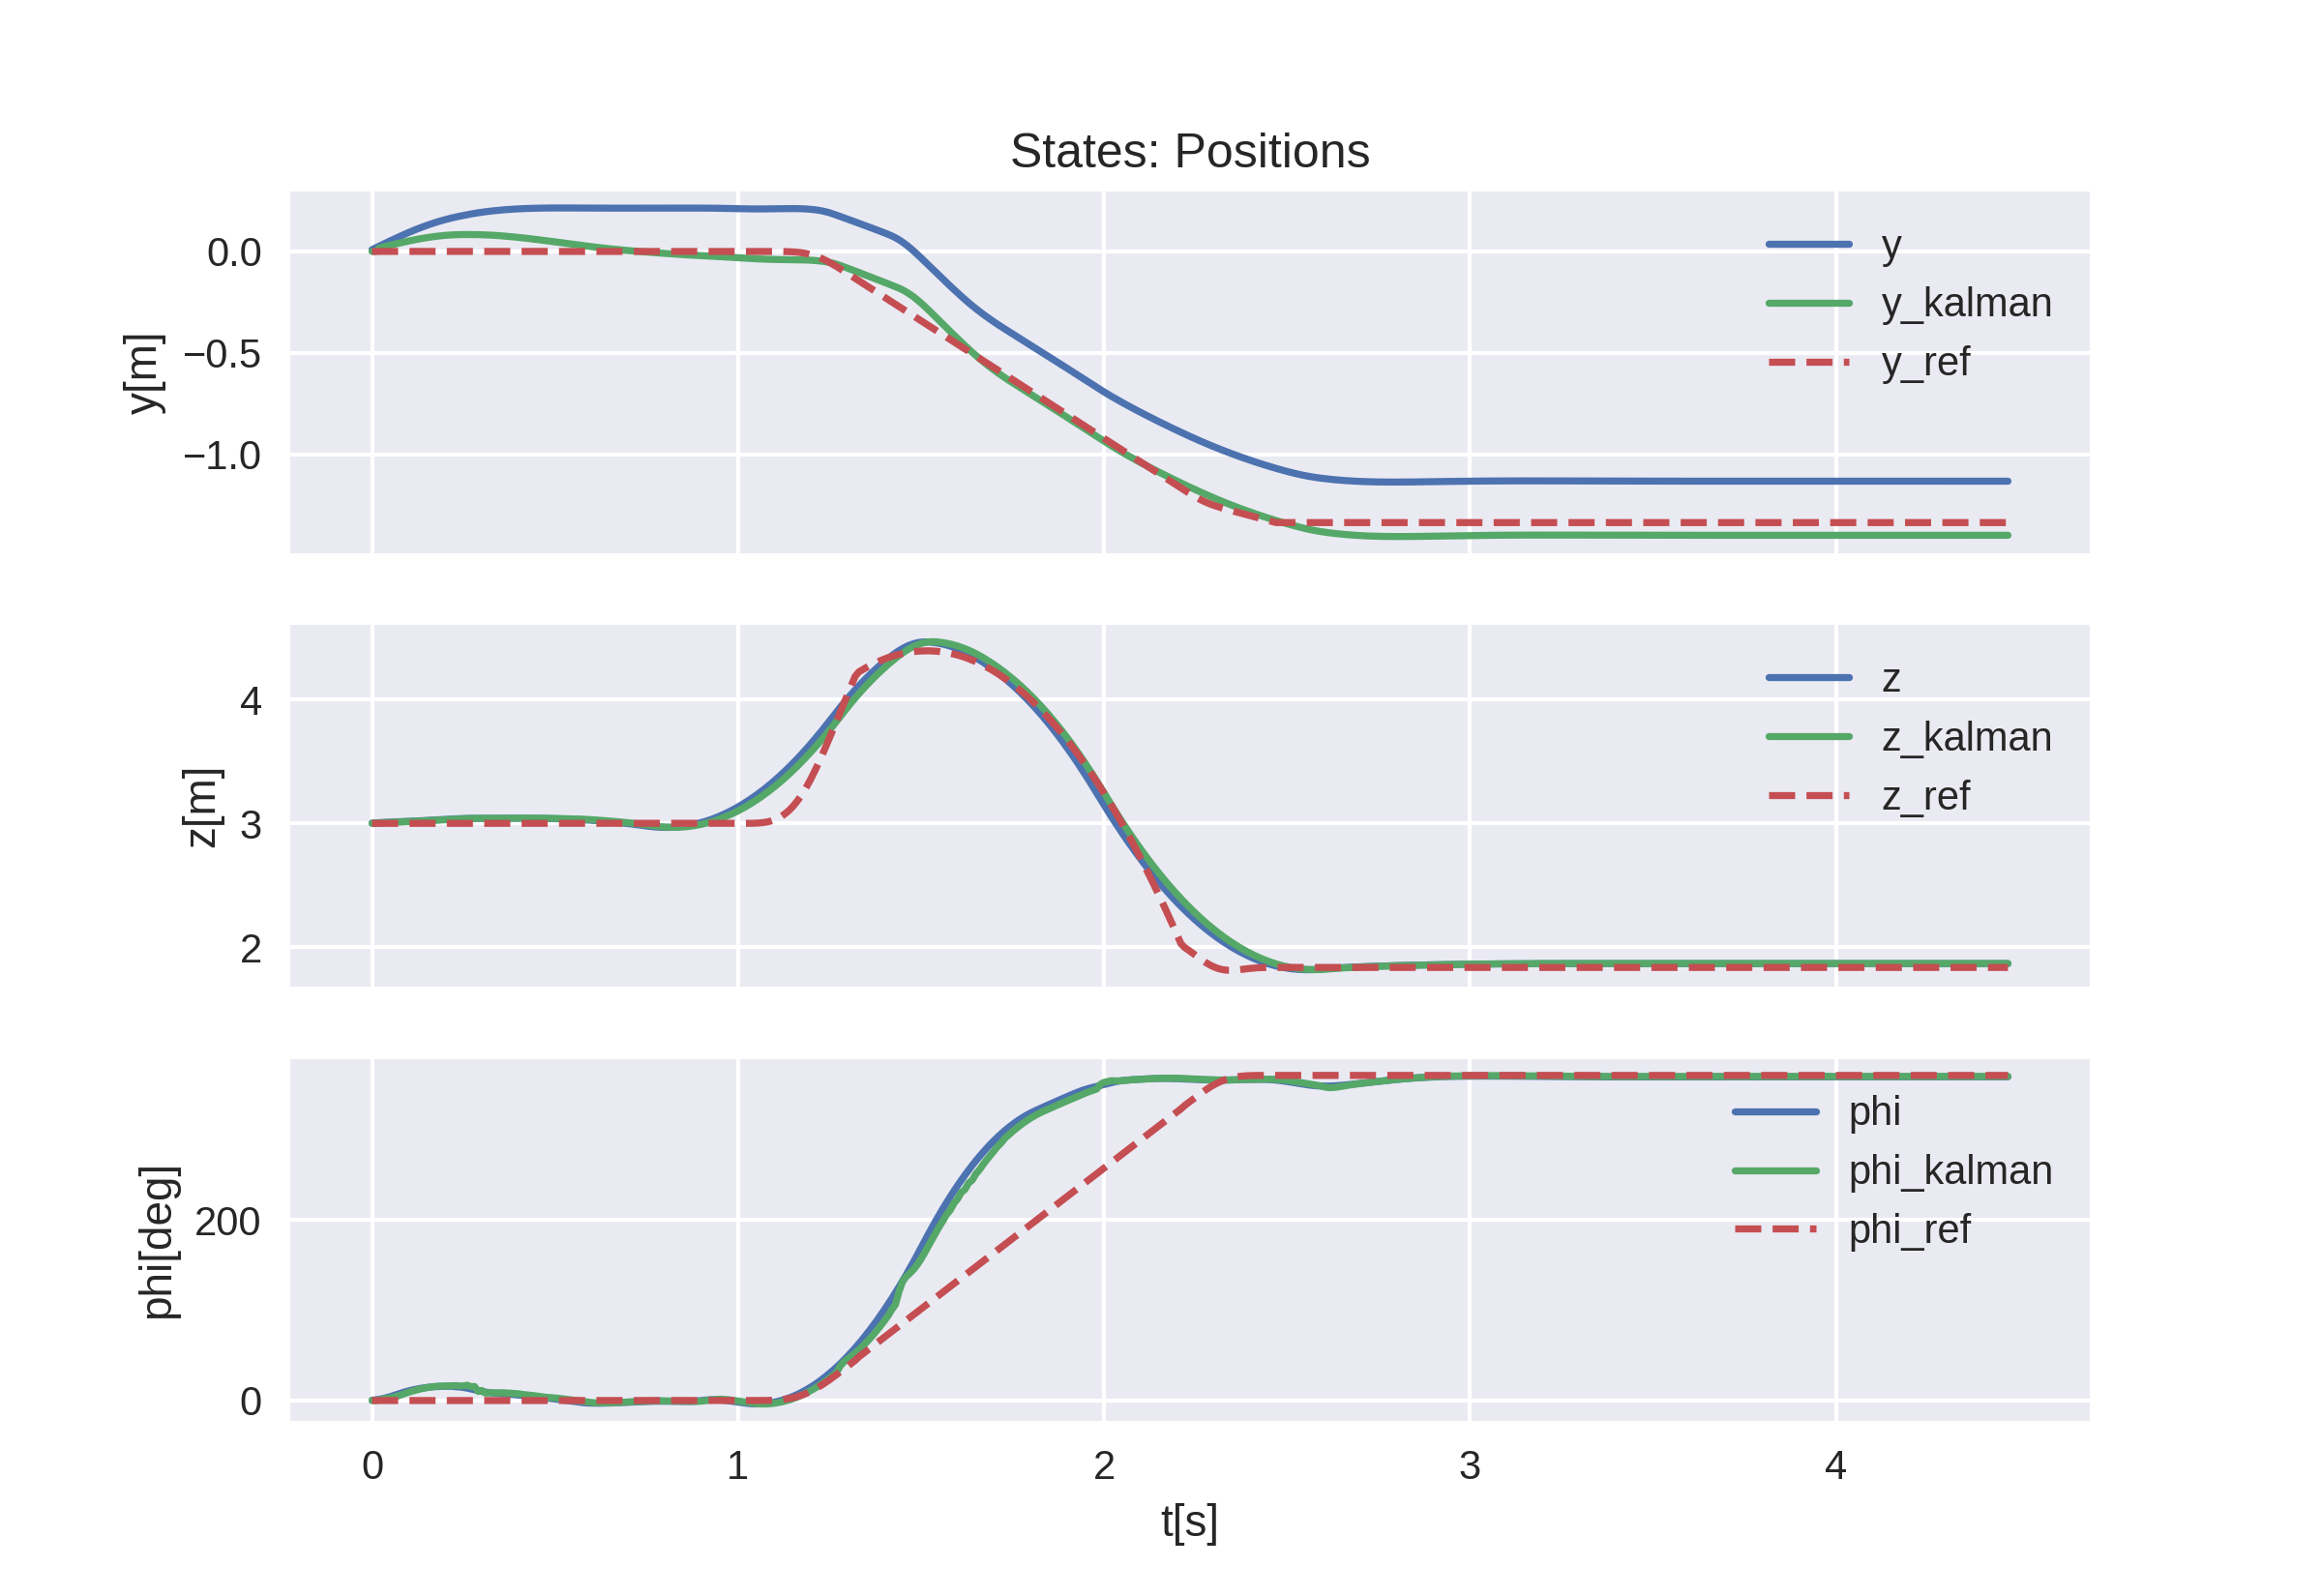 States: Positions
y[m]
0.0
−0.5
−1.0
y
y_kalman
y_ref
z[m]
4
3
2
z
z_kalman
z_ref
phi[deg]
200
0
phi
phi_kalman
phi_ref
0 1 2 3 4
t[s]